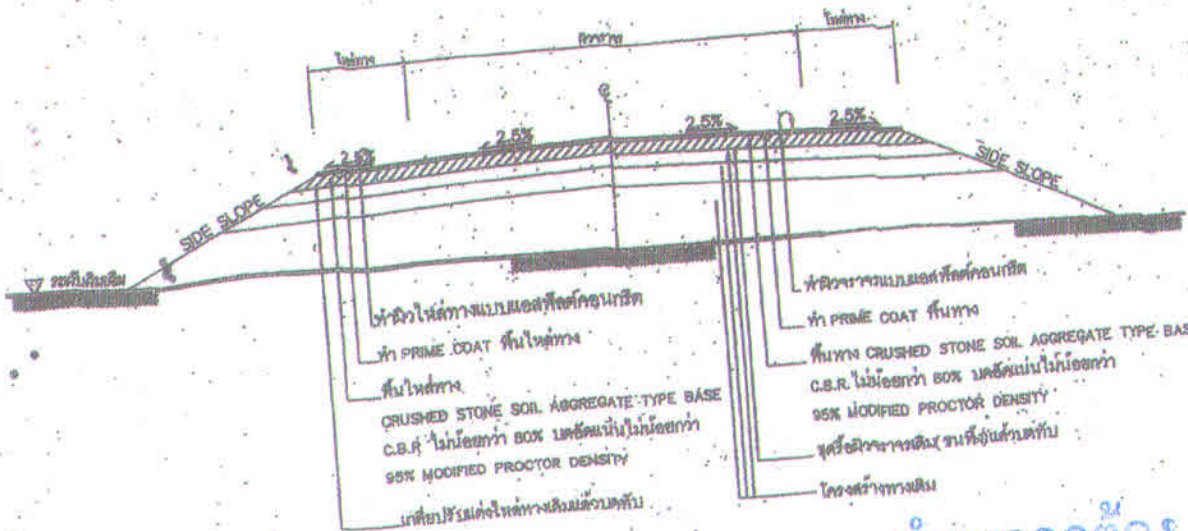 ไหล่ทาง
ผิวจราจร
ไหล่ทาง
2.5%
2.5%
2.5%
2.5%
SIDE SLOPE
SIDE SLOPE
ระดับดินเดิม
ทำผิวไหล่ทางแบบแอสฟัลต์คอนกรีต
ทำ PRIME COAT พื้นไหล่ทาง
พื้นไหล่ทาง
CRUSHED STONE SOIL AGGREGATE TYPE BASE
C.B.R. ไม่น้อยกว่า 80% บดอัดแน่นไม่น้อยกว่า
95% MODIFIED PROCTOR DENSITY
เกลี่ยปรับแต่งไหล่ทางเดิมแล้วบดทับ
ทำผิวจราจรแบบแอสฟัลต์คอนกรีต
ทำ PRIME COAT พื้นทาง
พื้นทาง CRUSHED STONE SOIL AGGREGATE TYPE BAS
C.B.R. ไม่น้อยกว่า 80% บดอัดแน่นไม่น้อยกว่า
95% MODIFIED PROCTOR DENSITY
ขุดรื้อผิวจราจรเดิม(ขนทิ้ง)แล้วบดทับ
โครงสร้างทางเดิม